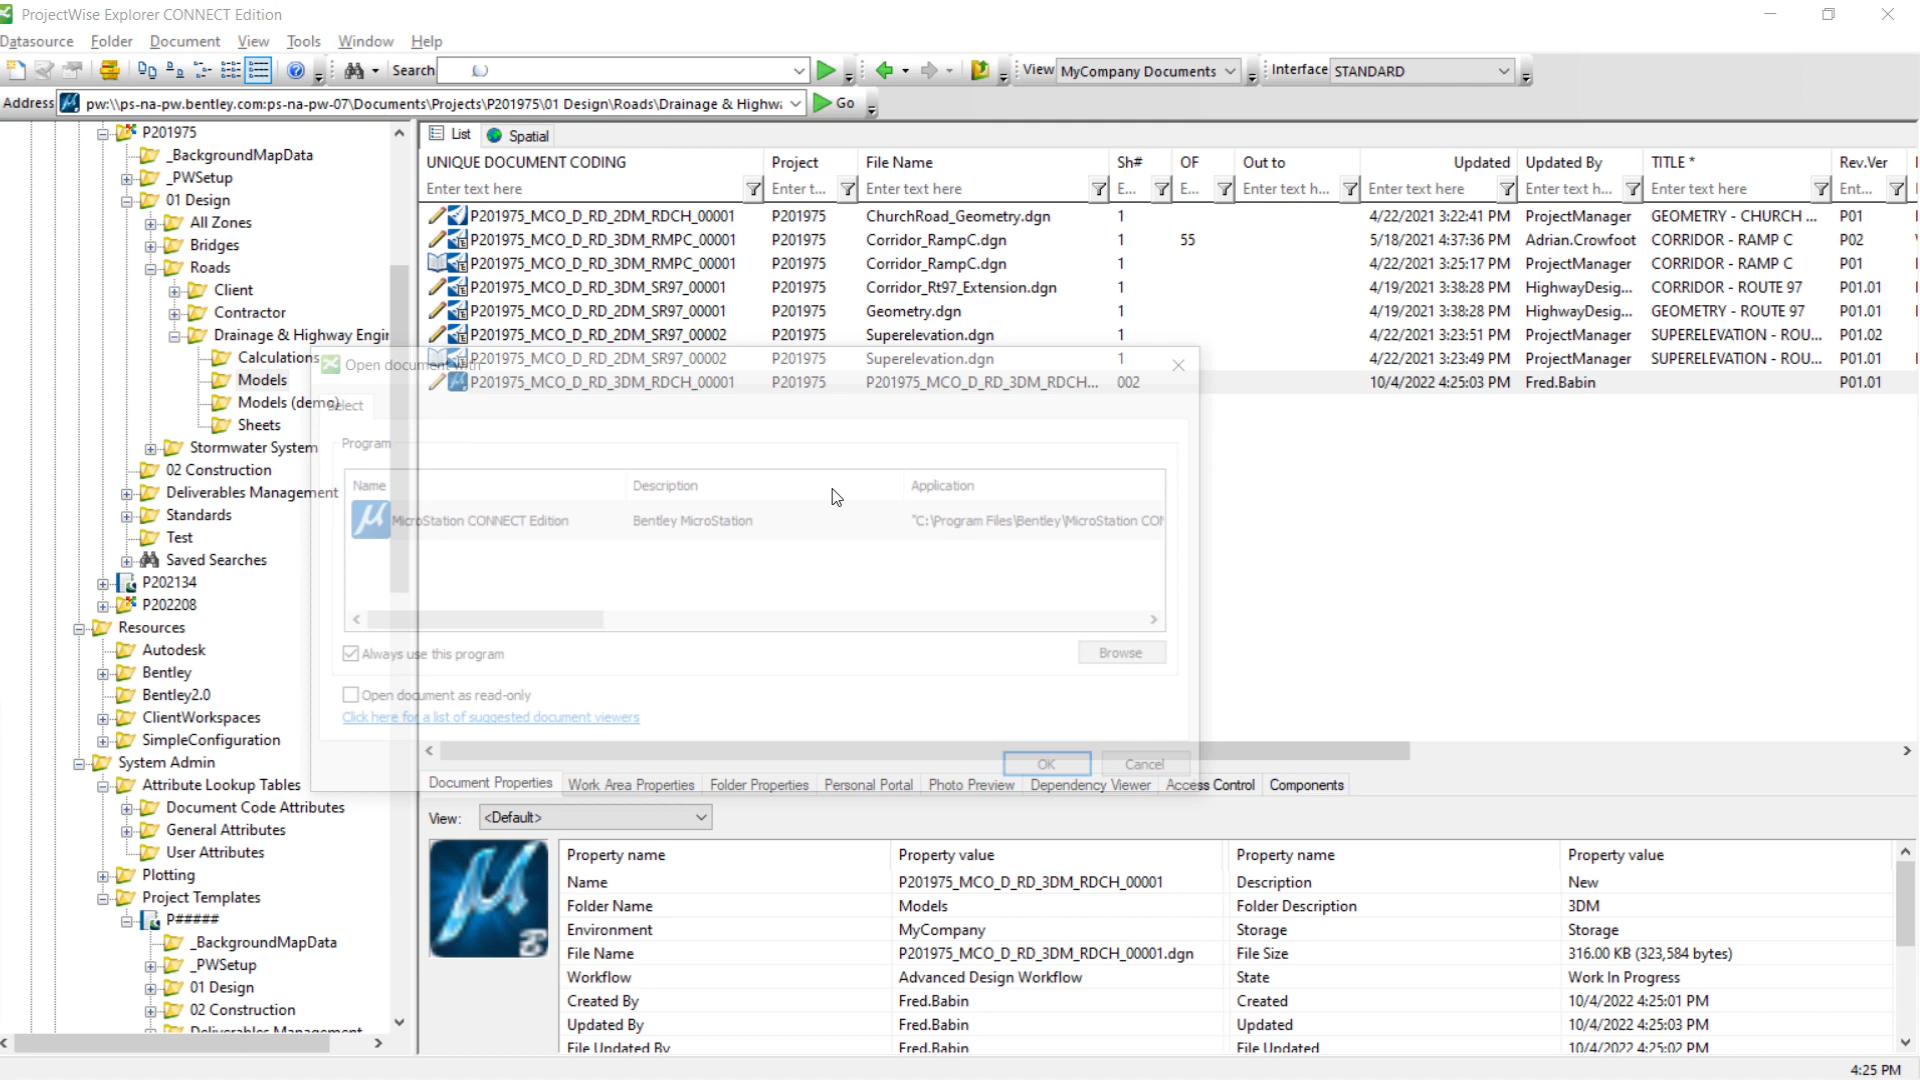 ProjectWise Explorer CONNECT Edition
Datasource Folder Document View Tools Window Help
Search View MyCompany Documents Interface STANDARD
Address pw:\\ps-na-pw.bentley.com:ps-na-pw-07\Documents\Projects\P201975\01 Design\Roads\Drainage & Highwa Go
P201975
_BackgroundMapData
_PWSetup
01 Design
All Zones
Bridges
Roads
Client
Contractor
Drainage & Highway Engir
Calculations
Models
Models (demo)
Sheets
Stormwater System
02 Construction
Deliverables Management
Standards
Test
Saved Searches
P202134
P202208
Resources
Autodesk
Bentley
Bentley2.0
ClientWorkspaces
SimpleConfiguration
System Admin
Attribute Lookup Tables
Document Code Attributes
General Attributes
User Attributes
Plotting
Project Templates
P#####
_BackgroundMapData
_PWSetup
01 Design
02 Construction
Deliverables Management
List Spatial
UNIQUE DOCUMENT CODING Project File Name Sh# OF Out to Updated Updated By TITLE * Rev.Ver
Enter text here Enter t... Enter text here E... E... Enter text h... Enter text here Enter text h... Enter text here Ent...
P201975_MCO_D_RD_2DM_RDCH_00001 P201975 ChurchRoad_Geometry.dgn 1 4/22/2021 3:22:41 PM ProjectManager GEOMETRY - CHURCH ... P01
P201975_MCO_D_RD_3DM_RMPC_00001 P201975 Corridor_RampC.dgn 1 55 5/18/2021 4:37:36 PM Adrian.Crowfoot CORRIDOR - RAMP C P02
P201975_MCO_D_RD_3DM_RMPC_00001 P201975 Corridor_RampC.dgn 1 4/22/2021 3:25:17 PM ProjectManager CORRIDOR - RAMP C P01
P201975_MCO_D_RD_3DM_SR97_00001 P201975 Corridor_Rt97_Extension.dgn 1 4/19/2021 3:38:28 PM HighwayDesig... CORRIDOR - ROUTE 97 P01.01
P201975_MCO_D_RD_2DM_SR97_00001 P201975 Geometry.dgn 1 4/19/2021 3:38:28 PM HighwayDesig... GEOMETRY - ROUTE 97 P01.01
P201975_MCO_D_RD_2DM_SR97_00002 P201975 Superelevation.dgn 1 4/22/2021 3:23:51 PM ProjectManager SUPERELEVATION - ROU... P01.02
P201975_MCO_D_RD_2DM_SR97_00002 P201975 Superelevation.dgn 1 4/22/2021 3:23:49 PM ProjectManager SUPERELEVATION - ROU... P01.01
P201975_MCO_D_RD_3DM_RDCH_00001 P201975 P201975_MCO_D_RD_3DM_RDCH... 002 10/4/2022 4:25:03 PM Fred.Babin P01.01
Open document with
Select
Program
Name Description Application
MicroStation CONNECT Edition Bentley MicroStation "C:\Program Files\Bentley\MicroStation CON
Always use this program
Browse
Open document as read-only
Click here for a list of suggested document viewers
OK Cancel
Document Properties Work Area Properties Folder Properties Personal Portal Photo Preview Dependency Viewer Access Control Components
View: <Default>
Property name Property value Property name Property value
Name P201975_MCO_D_RD_3DM_RDCH_00001 Description New
Folder Name Models Folder Description 3DM
Environment MyCompany Storage Storage
File Name P201975_MCO_D_RD_3DM_RDCH_00001.dgn File Size 316.00 KB (323,584 bytes)
Workflow Advanced Design Workflow State Work In Progress
Created By Fred.Babin Created 10/4/2022 4:25:01 PM
Updated By Fred.Babin Updated 10/4/2022 4:25:03 PM
File Updated By Fred.Babin File Updated 10/4/2022 4:25:02 PM
4:25 PM